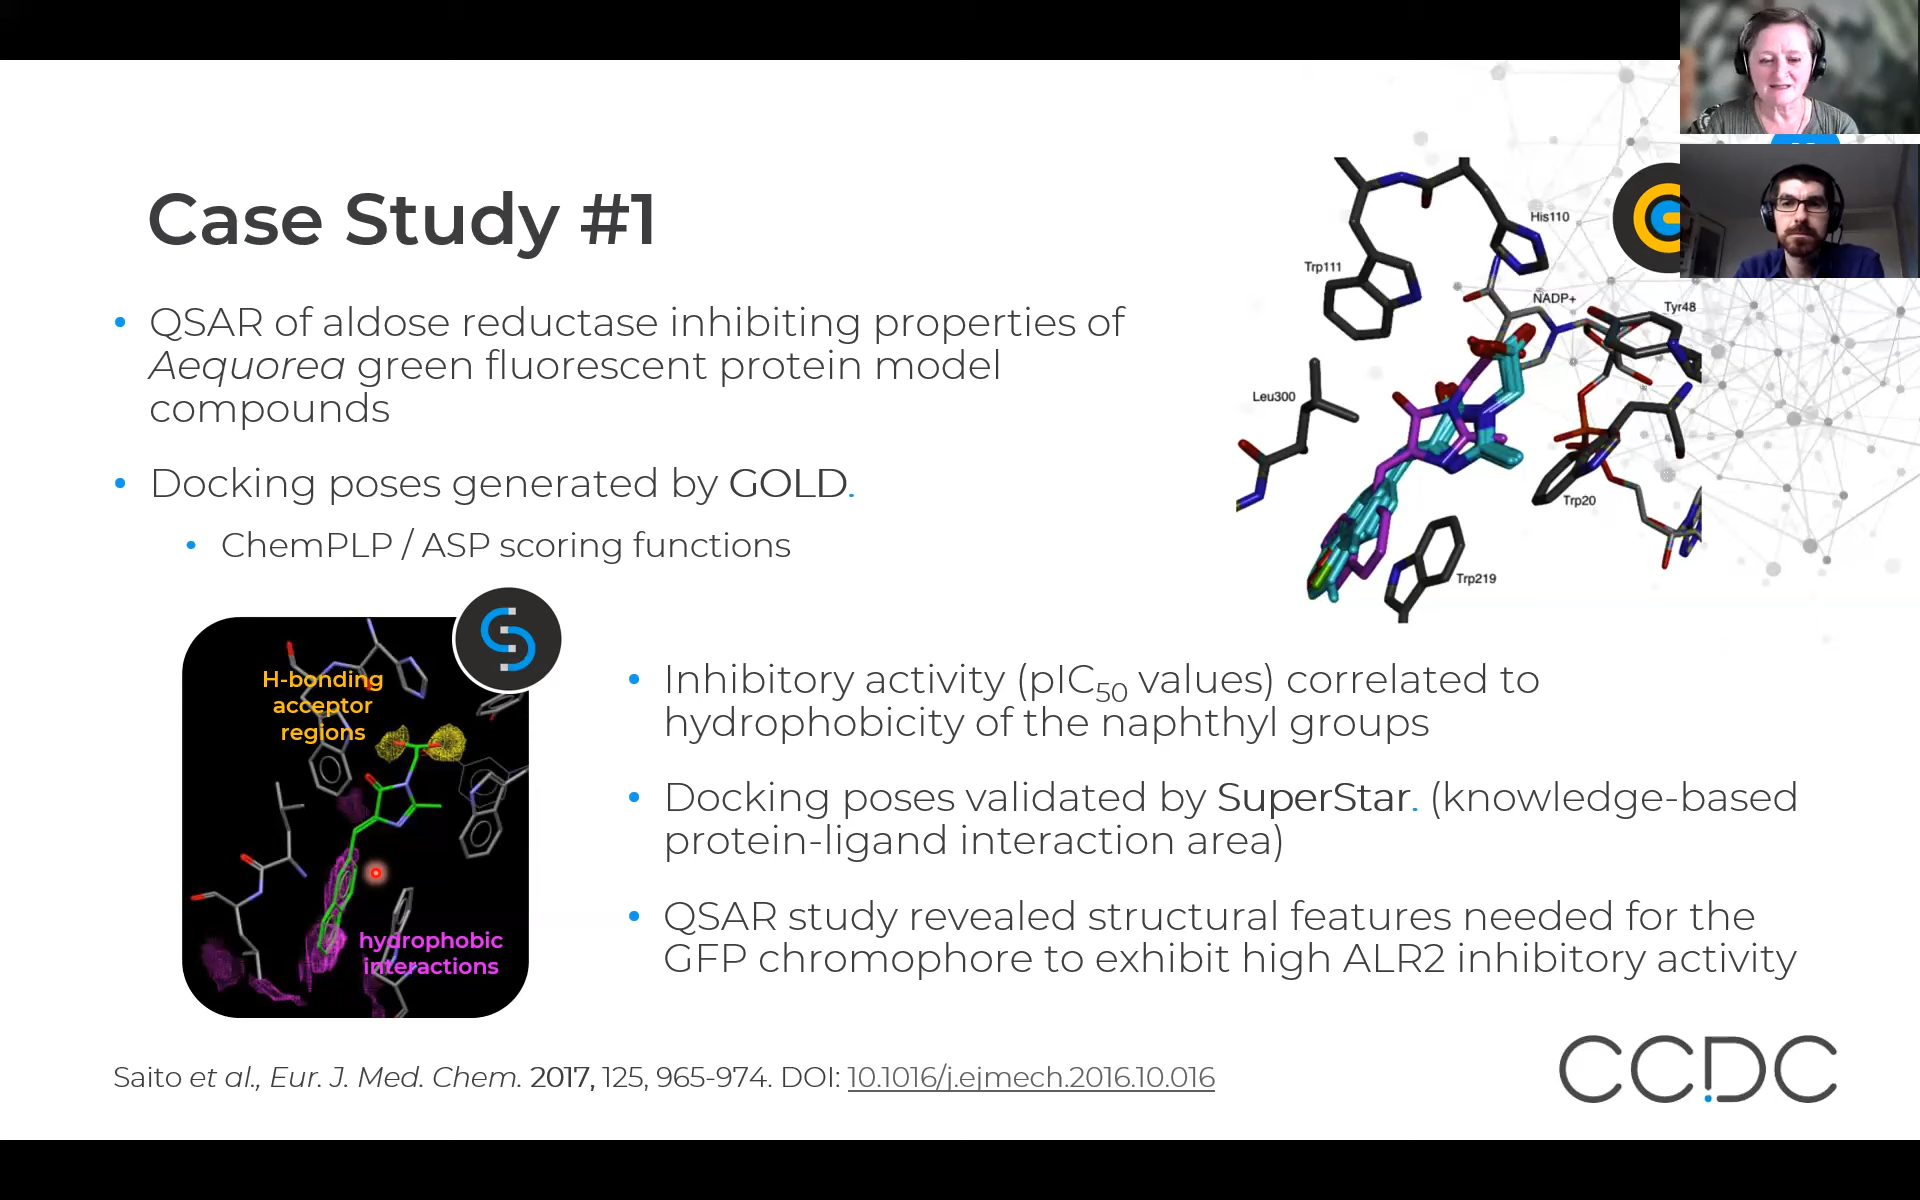 Case Study #1
• QSAR of aldose reductase inhibiting properties of
Aequorea green fluorescent protein model
compounds
• Docking poses generated by GOLD.
• ChemPLP / ASP scoring functions
His110
Trp111
NADP+
Tyr48
Leu300
Trp20
Trp219
H-bonding
acceptor
regions
hydrophobic
interactions
• Inhibitory activity (pIC50 values) correlated to
hydrophobicity of the naphthyl groups
• Docking poses validated by SuperStar. (knowledge-based
protein-ligand interaction area)
• QSAR study revealed structural features needed for the
GFP chromophore to exhibit high ALR2 inhibitory activity
Saito et al., Eur. J. Med. Chem. 2017, 125, 965-974. DOI: 10.1016/j.ejmech.2016.10.016
CCDC